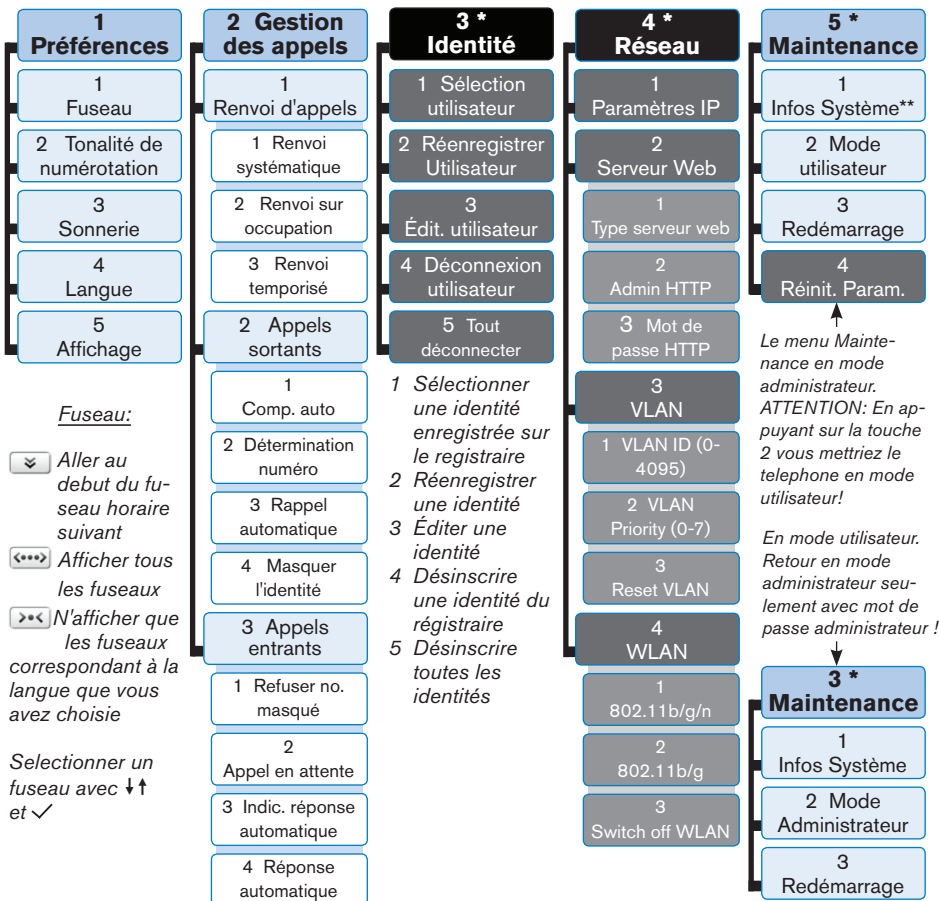 1
Préférences
1
Fuseau
2 Tonalité de
numérotation
3
Sonnerie
4
Langue
5
Affichage
Fuseau:
Aller au
debut du fu-
seau horaire
suivant
Afficher tous
les fuseaux
N'afficher que
les fuseaux
correspondant à la
langue que vous
avez choisie
Selectionner un
fuseau avec ↓↑
et ✓
2 Gestion
des appels
1
Renvoi d'appels
1 Renvoi
systématique
2 Renvoi sur
occupation
3 Renvoi
temporisé
2 Appels
sortants
1
Comp. auto
2 Détermination
numéro
3 Rappel
automatique
4 Masquer
l'identité
3 Appels
entrants
1 Refuser no.
masqué
2
Appel en attente
3 Indic. réponse
automatique
4 Réponse
automatique
3 *
Identité
1 Sélection
utilisateur
2 Réenregistrer
Utilisateur
3
Édit. utilisateur
4 Déconnexion
utilisateur
5 Tout
déconnecter
1 Sélectionner
une identité
enregistrée sur
le registraire
2 Réenregistrer
une identité
3 Éditer une
identité
4 Désinscrire
une identité du
régistraire
5 Désinscrire
toutes les
identités
4 *
Réseau
1
Paramètres IP
2
Serveur Web
1
Type serveur web
2
Admin HTTP
3 Mot de
passe HTTP
3
VLAN
1 VLAN ID (0-
4095)
2 VLAN
Priority (0-7)
3
Reset VLAN
4
WLAN
1
802.11b/g/n
2
802.11b/g
3
Switch off WLAN
5 *
Maintenance
1
Infos Système**
2 Mode
utilisateur
3
Redémarrage
4
Réinit. Param.
Le menu Mainte-
nance en mode
administrateur.
ATTENTION: En ap-
puyant sur la touche
2 vous mettriez le
telephone en mode
utilisateur!
En mode utilisateur.
Retour en mode
administrateur seu-
lement avec mot de
passe administrateur !
3 *
Maintenance
1
Infos Système
2 Mode
Administrateur
3
Redémarrage